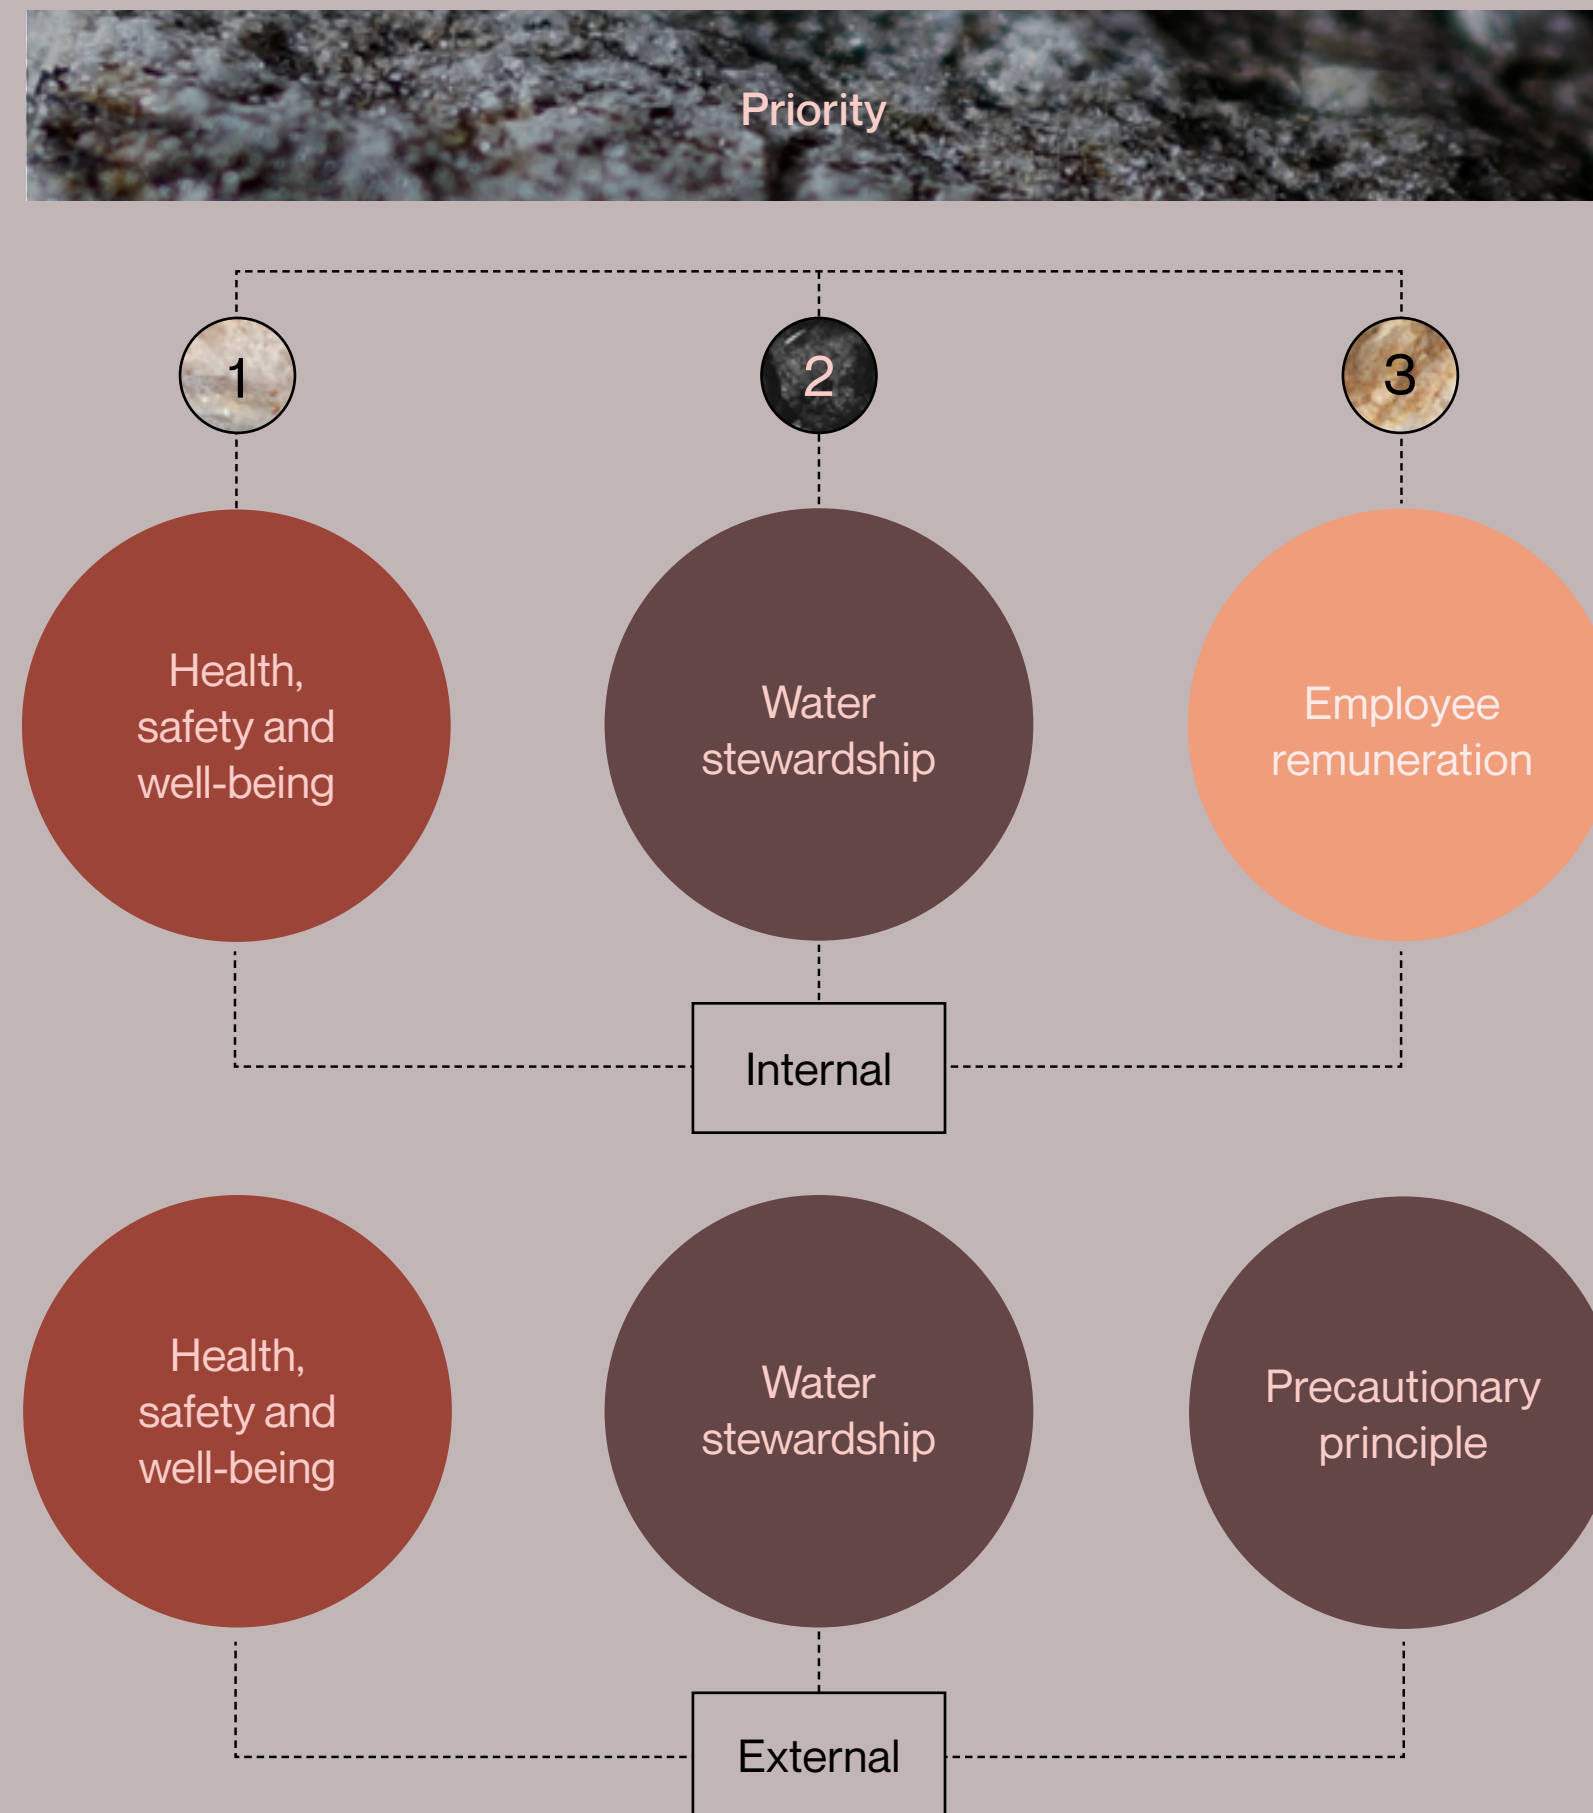 Priority
1
2
3
Health,
safety and
well-being
Water
stewardship
Employee
remuneration
Internal
Health,
safety and
well-being
Water
stewardship
Precautionary
principle
External